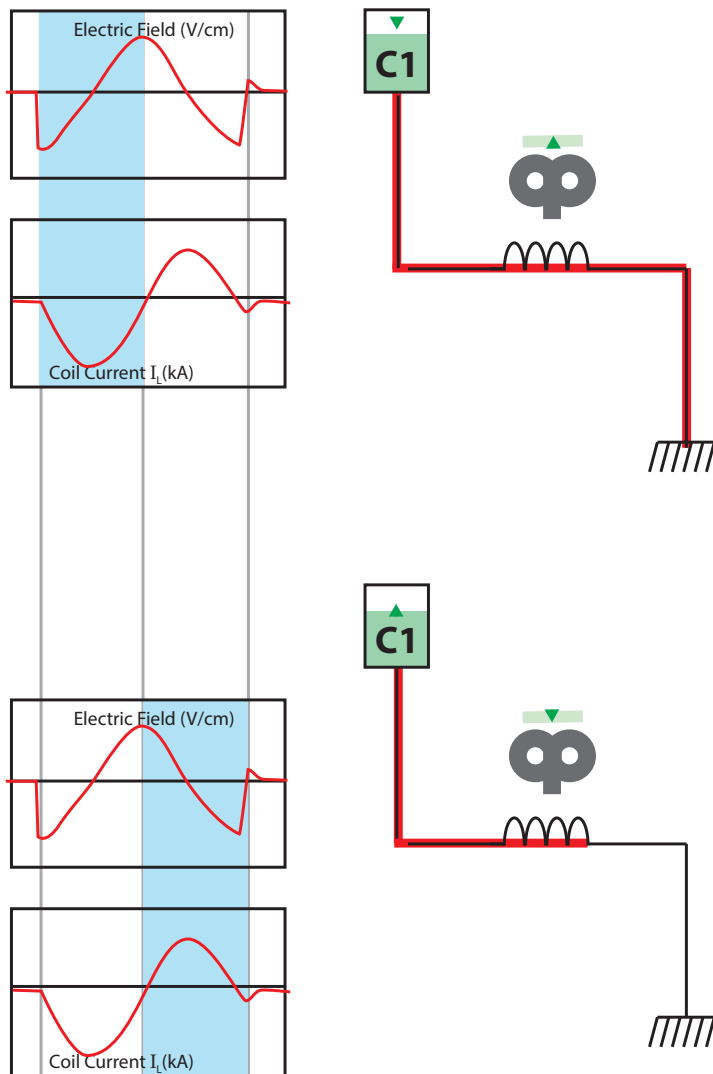 Electric Field (V/cm)
C1
Coil Current I_L(kA)
C1
Electric Field (V/cm)
Coil Current I_L(kA)